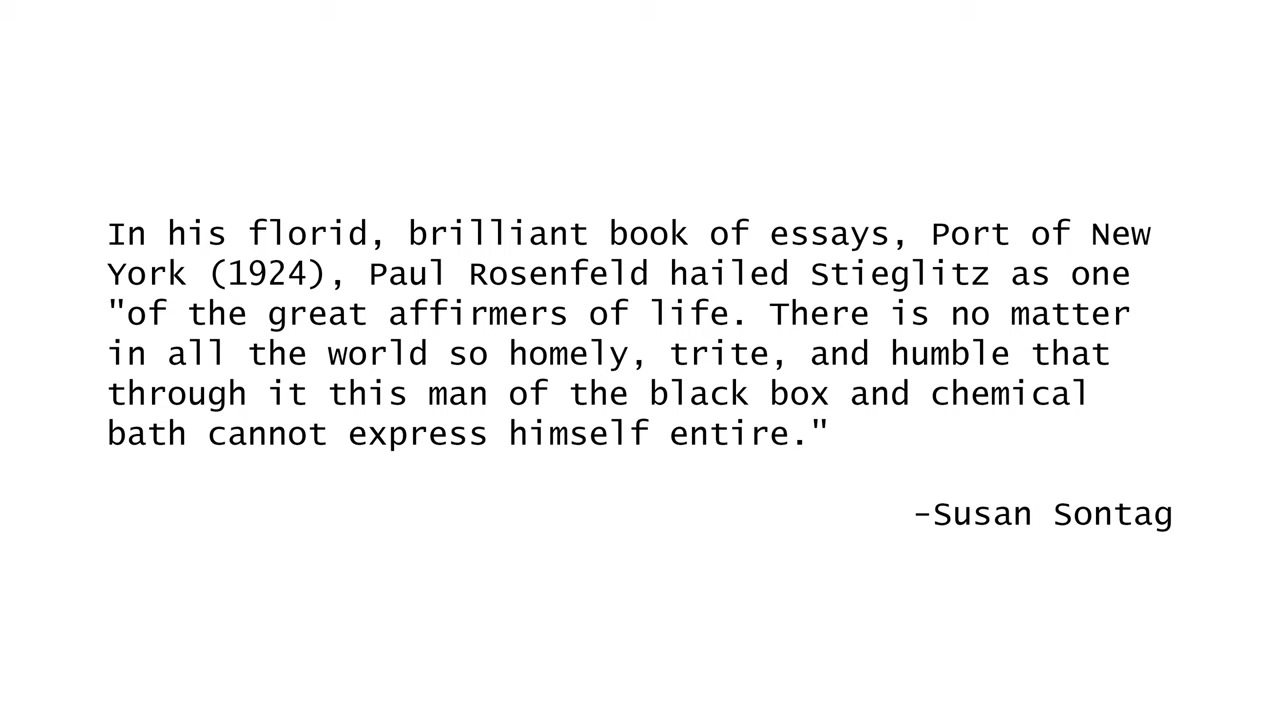 In his florid, brilliant book of essays, Port of New
York (1924), Paul Rosenfeld hailed Stieglitz as one
"of the great affirmers of life. There is no matter
in all the world so homely, trite, and humble that
through it this man of the black box and chemical
bath cannot express himself entire."
-Susan Sontag